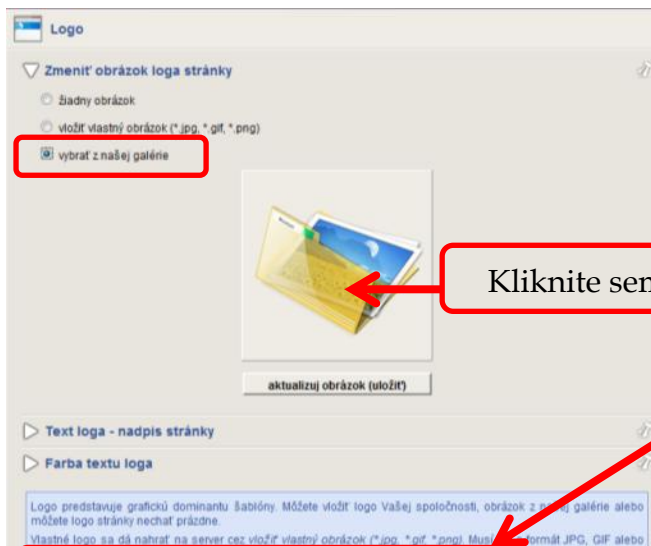 Logo
Zmeniť obrázok loga stránky
žiadny obrázok
vložiť vlastný obrázok (*.jpg, *.gif, *.png)
vybrať z našej galérie
Kliknite sem
aktualizuj obrázok (uložiť)
Text loga - nadpis stránky
Farba textu loga
Logo predstavuje grafickú dominantu šablóny. Môžete vložiť logo Vašej spoločnosti, obrázok z našej galérie alebo
môžete logo stránky nechať prázdne.
Vlastné logo sa dá nahrať na server cez vložiť vlastný obrázok (*.jpg, *.gif, *.png). formát JPG, GIF alebo